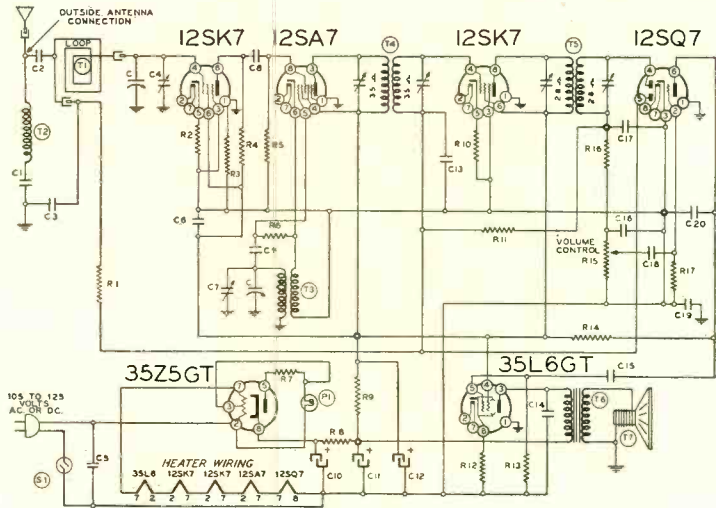 OUTSIDE ANTENNA
CONNECTION
12SK7
12SA7
12SK7
12SQ7
LOOP
T1
C2
C
C4
C8
T4
35
35
T5
28
28
T2
C1
C3
R1
R2
R3
R4
R5
R10
C13
R16
C17
C6
R6
C9
C7
C
T3
R11
C16
VOLUME
CONTROL
R15
C18
R17
C20
C19
R14
35Z5GT
35L6GT
C15
105 TO 125
VOLTS
A.C. OR D.C.
R7
P1
R9
R8
C14
T6
T7
S1
C5
HEATER WIRING
35L6 12SK7 12SK7 12SA7 12SQ7
7 2 7 2 2 7 2 7 7 8
C10
C11
C12
R12
R13